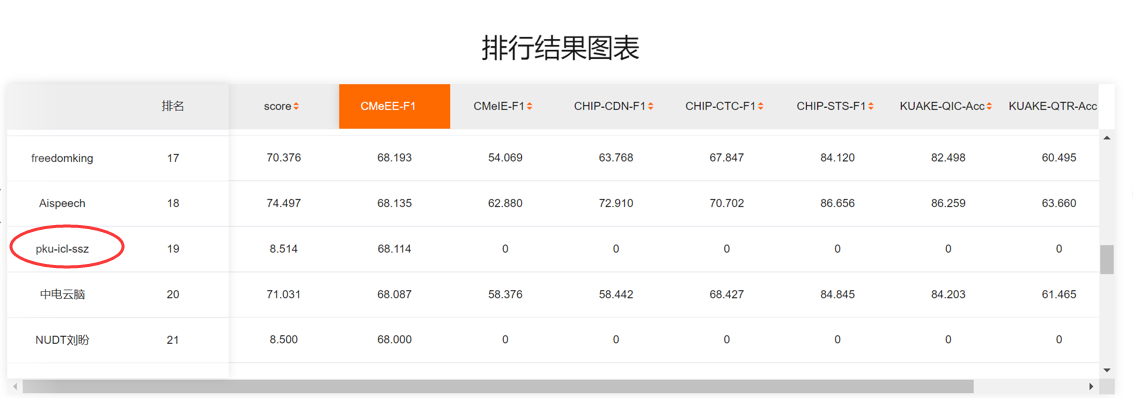 排行结果图表
排名 score CMeEE-F1 CMeIE-F1 CHIP-CDN-F1 CHIP-CTC-F1 CHIP-STS-F1 KUAKE-QIC-Acc KUAKE-QTR-Acc
freedomking 17 70.376 68.193 54.069 63.768 67.847 84.120 82.498 60.495
Aispeech 18 74.497 68.135 62.880 72.910 70.702 86.656 86.259 63.660
pku-icl-ssz 19 8.514 68.114 0 0 0 0 0 0
中电云脑 20 71.031 68.087 58.376 58.442 68.427 84.845 84.203 61.465
NUDT刘盼 21 8.500 68.000 0 0 0 0 0 0